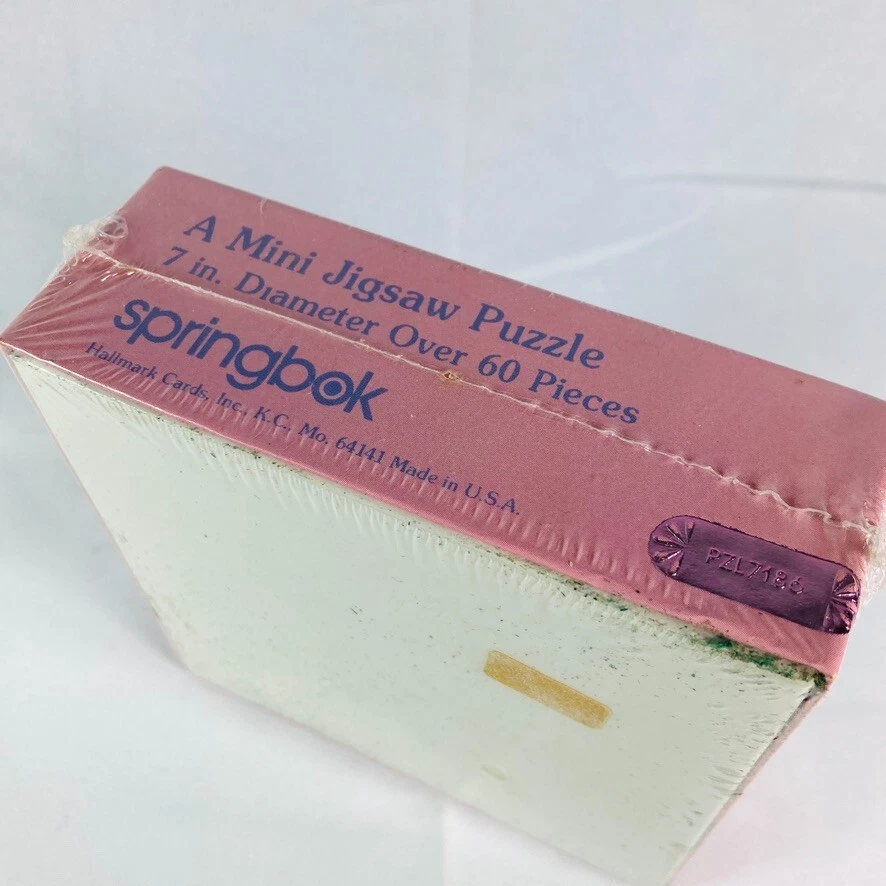 A Mini Jigsaw Puzzle
7 in. Diameter Over 60 Pieces
springbok
Hallmark Cards, Inc., K.C., Mo. 64141 Made in U.S.A.
PZL7186